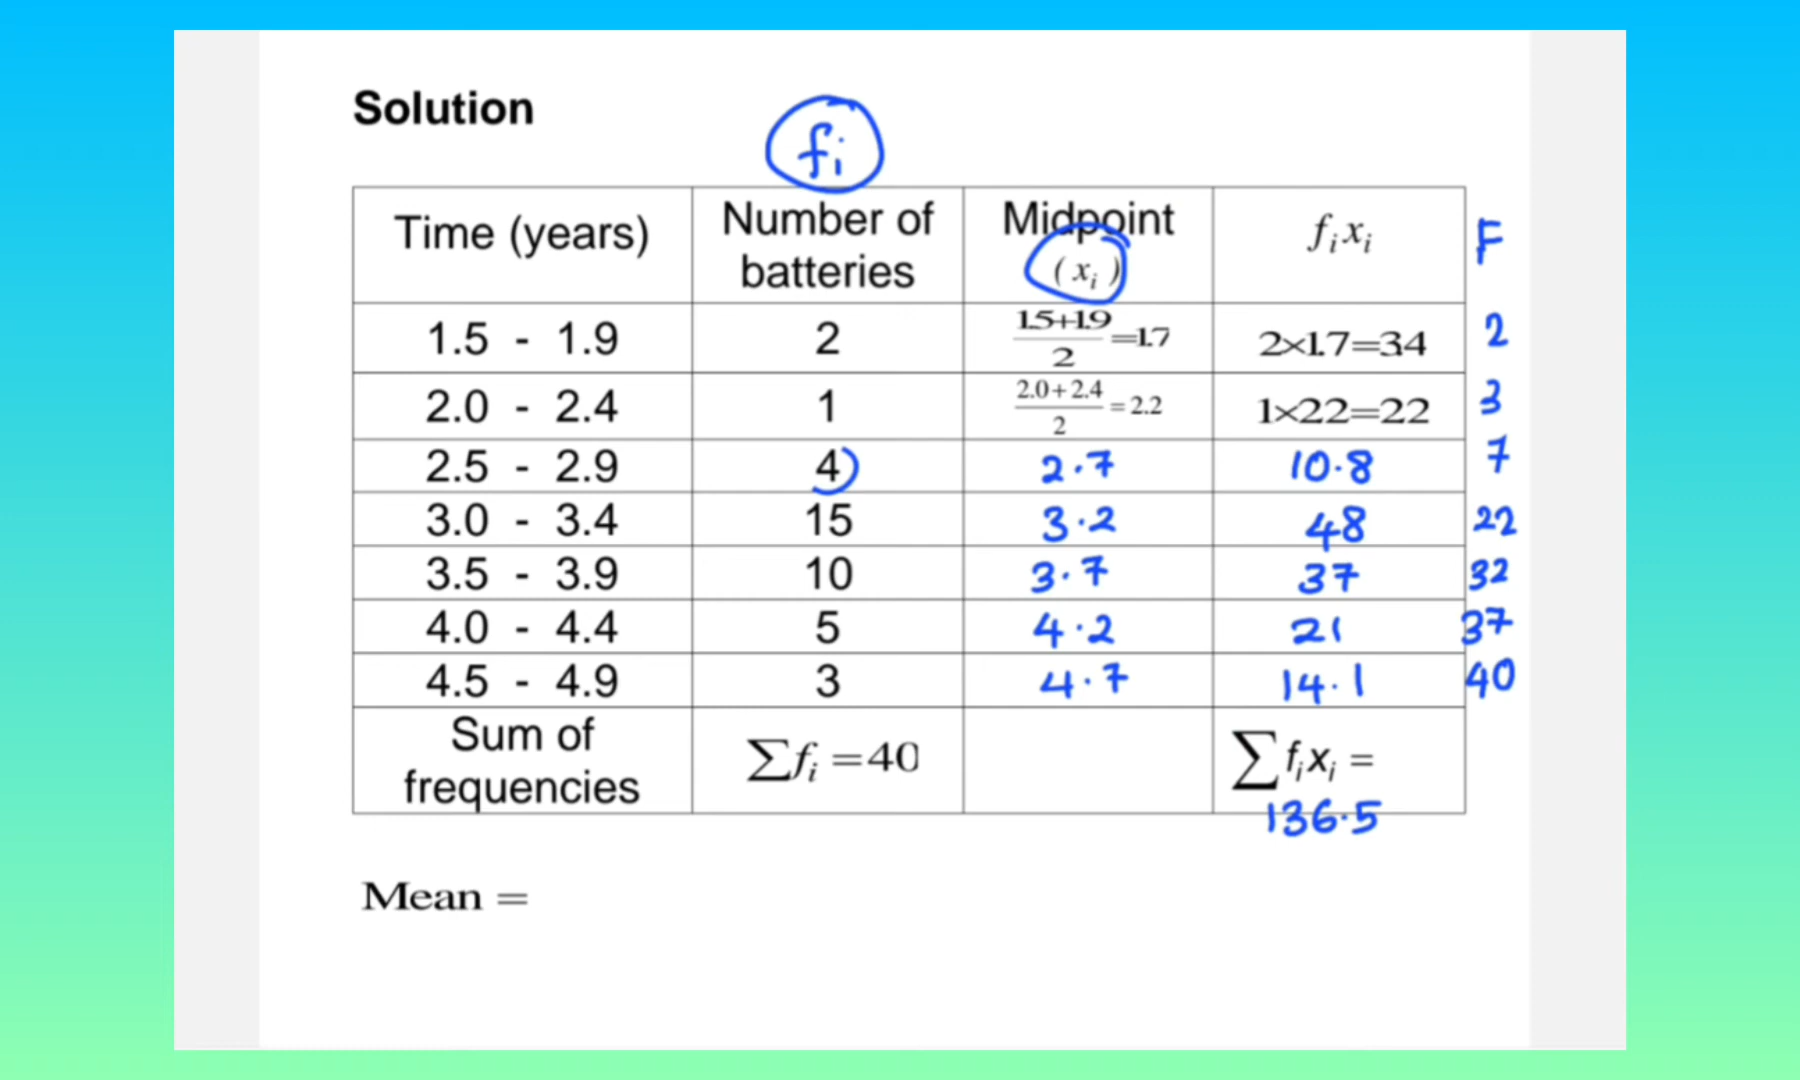 Solution
fi
Time (years) Number of batteries Midpoint (xi) fixi F
1.5 - 1.9 2 1.5+1.9/2=1.7 2×1.7=3.4 2
2.0 - 2.4 1 2.0+2.4/2=2.2 1×22=22 3
2.5 - 2.9 4 2.7 10.8 7
3.0 - 3.4 15 3.2 48 22
3.5 - 3.9 10 3.7 37 32
4.0 - 4.4 5 4.2 21 37
4.5 - 4.9 3 4.7 14.1 40
Sum of frequencies ∑fi =40 ∑fixi =
136.5
Mean =